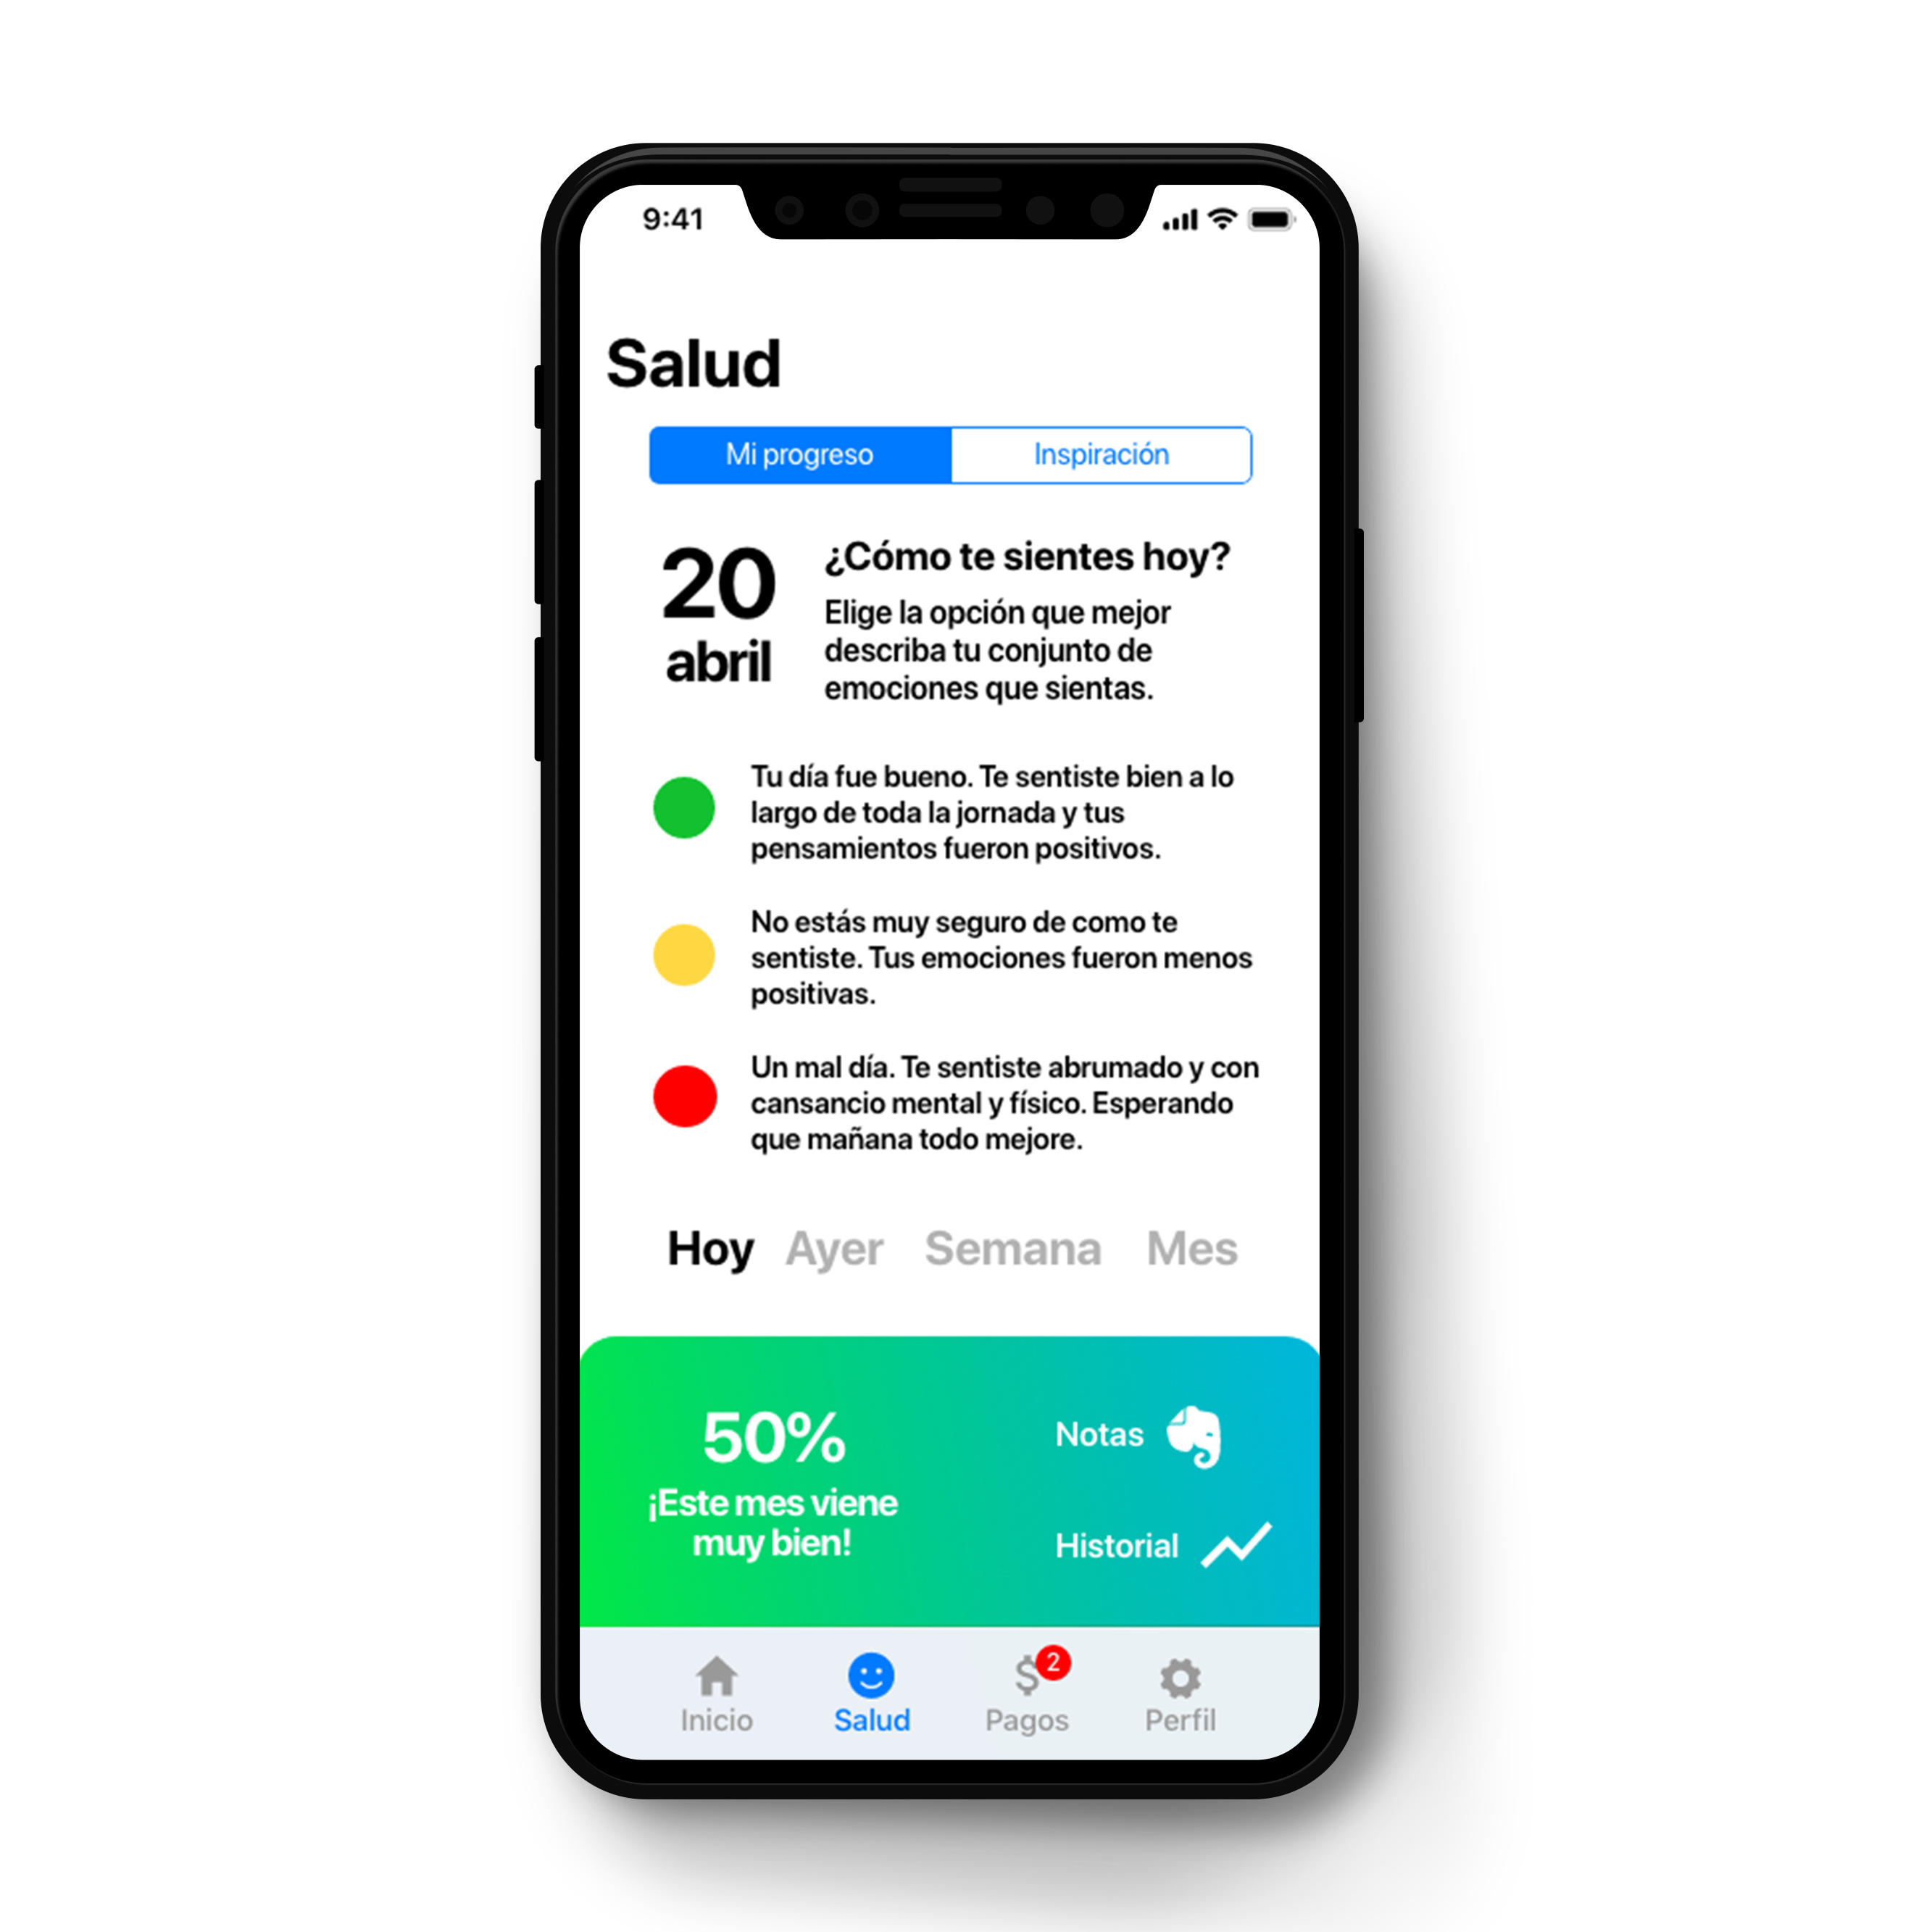 9:41
Salud
Mi progreso
Inspiración
20
abril
¿Cómo te sientes hoy?
Elige la opción que mejor
describa tu conjunto de
emociones que sientas.
Tu día fue bueno. Te sentiste bien a lo
largo de toda la jornada y tus
pensamientos fueron positivos.
No estás muy seguro de como te
sentiste. Tus emociones fueron menos
positivas.
Un mal día. Te sentiste abrumado y con
cansancio mental y físico. Esperando
que mañana todo mejore.
Hoy Ayer Semana Mes
50%
¡Este mes viene
muy bien!
Notas
Historial
2
Inicio Salud Pagos Perfil